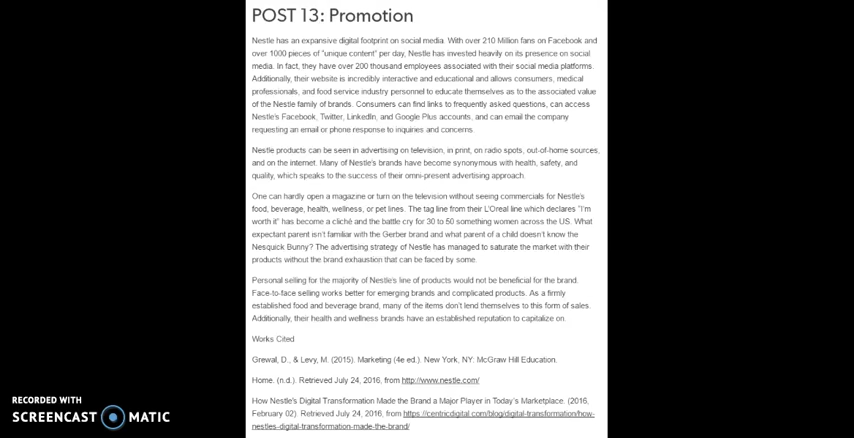 POST 13: Promotion
Nestle has an expansive digital footprint on social media. With over 210 Million fans on Facebook and
over 1000 pieces of "unique content" per day, Nestle has invested heavily on its presence on social
media. In fact, they have over 200 thousand employees associated with their social media platforms.
Additionally, their website is incredibly interactive and educational and allows consumers, medical
professionals, and food service industry personnel to educate themselves as to the associated value
of the Nestle family of brands. Consumers can find links to frequently asked questions, can access
Nestle's Facebook, Twitter, LinkedIn, and Google Plus accounts, and can email the company
requesting an email or phone response to inquiries and concerns.
Nestle products can be seen in advertising on television, in print, on radio spots, out-of-home sources,
and on the internet. Many of Nestle's brands have become synonymous with health, safety, and
quality, which speaks to the success of their omni-present advertising approach.
One can hardly open a magazine or turn on the television without seeing commercials for Nestle's
food, beverage, health, wellness, or pet lines. The tag line from their L'Oreal line which declares "I'm
worth it" has become a cliché and the battle cry for 30 to 50 something women across the US. What
expectant parent isn't familiar with the Gerber brand and what parent of a child doesn't know the
Nesquick Bunny? The advertising strategy of Nestle has managed to saturate the market with their
products without the brand exhaustion that can be faced by some.
Personal selling for the majority of Nestle's line of products would not be beneficial for the brand.
Face-to-face selling works better for emerging brands and complicated products. As a firmly
established food and beverage brand, many of the items don't lend themselves to this form of sales.
Additionally, their health and wellness brands have an established reputation to capitalize on.
Works Cited
Grewal, D., & Levy, M. (2015). Marketing (4e ed.). New York, NY: McGraw Hill Education.
Home. (n.d.). Retrieved July 24, 2016, from http://www.nestle.com/
How Nestle's Digital Transformation Made the Brand a Major Player in Today's Marketplace. (2016,
February 02). Retrieved July 24, 2016, from https://centricdigital.com/blog/digital-transformation/how-
nestles-digital-transformation-made-the-brand/
RECORDED WITH
SCREENCAST MATIC